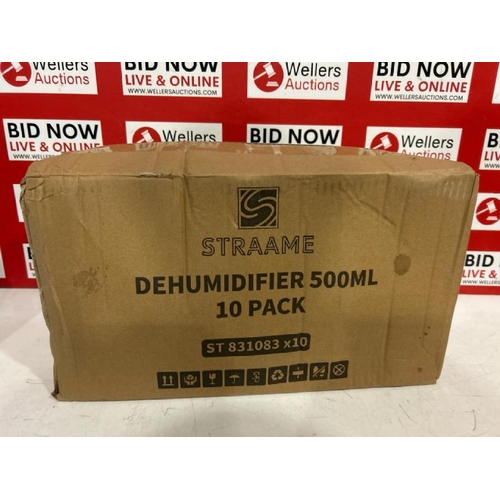 BID NOW
LIVE & ONLINE
WWW.WELLERSAUCTIONS.COM
Wellers
Auctions
BID NOW
LIVE & ONLINE
WWW.WELLERSAUCTIONS.COM
Wellers
Auctions
BID NOW
LIVE & ONLINE
BID NOW
Wellers
Auctions
BID
LIVE &
STRAAME
DEHUMIDIFIER 500ML
10 PACK
ST 831083 x10
BID NOW
LIVE & ONLINE